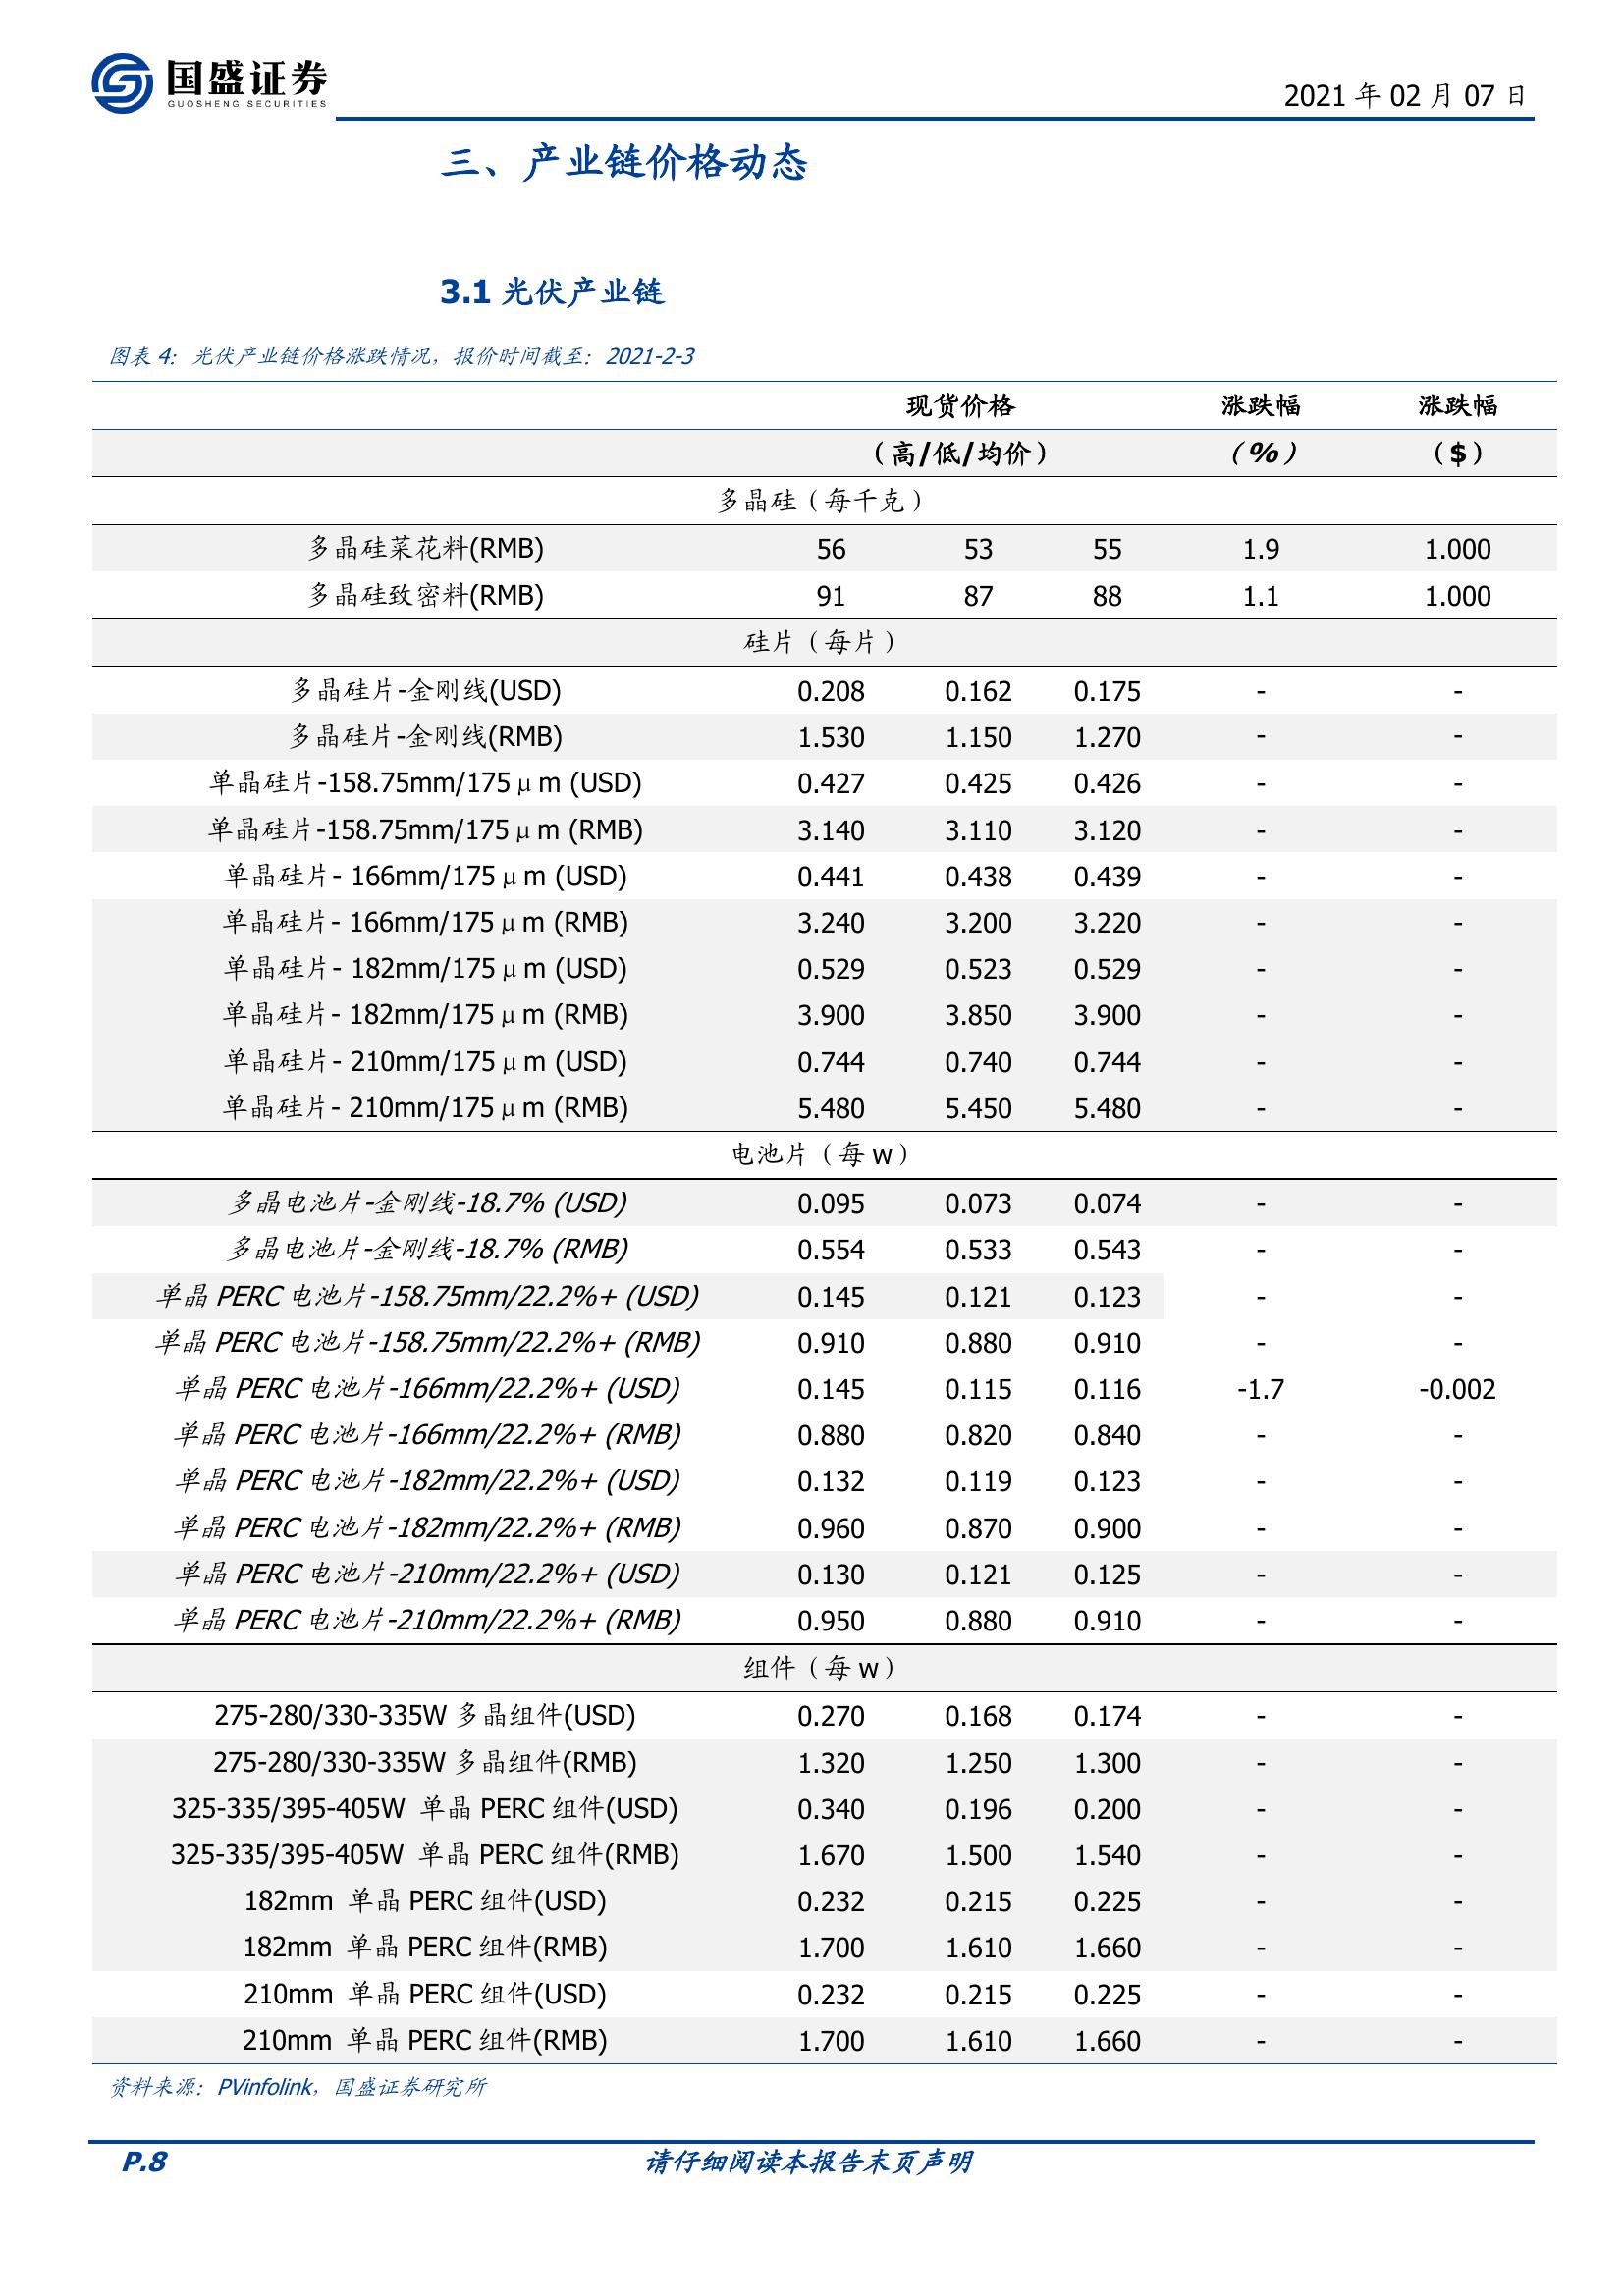 国盛证券
GUOSHENG SECURITIES
2021 年 02 月 07 日
三、产业链价格动态
3.1 光伏产业链
图表 4：光伏产业链价格涨跌情况，报价时间截至：2021-2-3
现货价格 涨跌幅 涨跌幅
（高/低/均价） （%） （$）
多晶硅（每千克）
多晶硅菜花料(RMB) 56 53 55 1.9 1.000
多晶硅致密料(RMB) 91 87 88 1.1 1.000
硅片（每片）
多晶硅片-金刚线(USD) 0.208 0.162 0.175 - -
多晶硅片-金刚线(RMB) 1.530 1.150 1.270 - -
单晶硅片-158.75mm/175μm (USD) 0.427 0.425 0.426 - -
单晶硅片-158.75mm/175μm (RMB) 3.140 3.110 3.120 - -
单晶硅片- 166mm/175μm (USD) 0.441 0.438 0.439 - -
单晶硅片- 166mm/175μm (RMB) 3.240 3.200 3.220 - -
单晶硅片- 182mm/175μm (USD) 0.529 0.523 0.529 - -
单晶硅片- 182mm/175μm (RMB) 3.900 3.850 3.900 - -
单晶硅片- 210mm/175μm (USD) 0.744 0.740 0.744 - -
单晶硅片- 210mm/175μm (RMB) 5.480 5.450 5.480 - -
电池片（每 w）
多晶电池片-金刚线-18.7% (USD) 0.095 0.073 0.074 - -
多晶电池片-金刚线-18.7% (RMB) 0.554 0.533 0.543 - -
单晶 PERC 电池片-158.75mm/22.2%+ (USD) 0.145 0.121 0.123 - -
单晶 PERC 电池片-158.75mm/22.2%+ (RMB) 0.910 0.880 0.910 - -
单晶 PERC 电池片-166mm/22.2%+ (USD) 0.145 0.115 0.116 -1.7 -0.002
单晶 PERC 电池片-166mm/22.2%+ (RMB) 0.880 0.820 0.840 - -
单晶 PERC 电池片-182mm/22.2%+ (USD) 0.132 0.119 0.123 - -
单晶 PERC 电池片-182mm/22.2%+ (RMB) 0.960 0.870 0.900 - -
单晶 PERC 电池片-210mm/22.2%+ (USD) 0.130 0.121 0.125 - -
单晶 PERC 电池片-210mm/22.2%+ (RMB) 0.950 0.880 0.910 - -
组件（每 w）
275-280/330-335W 多晶组件(USD) 0.270 0.168 0.174 - -
275-280/330-335W 多晶组件(RMB) 1.320 1.250 1.300 - -
325-335/395-405W 单晶 PERC 组件(USD) 0.340 0.196 0.200 - -
325-335/395-405W 单晶 PERC 组件(RMB) 1.670 1.500 1.540 - -
182mm 单晶 PERC 组件(USD) 0.232 0.215 0.225 - -
182mm 单晶 PERC 组件(RMB) 1.700 1.610 1.660 - -
210mm 单晶 PERC 组件(USD) 0.232 0.215 0.225 - -
210mm 单晶 PERC 组件(RMB) 1.700 1.610 1.660 - -
资料来源：PVinfolink，国盛证券研究所
P.8 请仔细阅读本报告末页声明